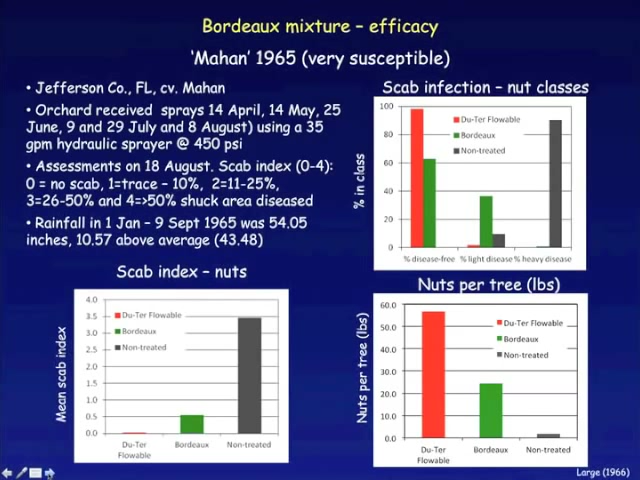 Bordeaux mixture – efficacy
'Mahan' 1965 (very susceptible)
• Jefferson Co., FL, cv. Mahan
• Orchard received sprays 14 April, 14 May, 25
June, 9 and 29 July and 8 August) using a 35
gpm hydraulic sprayer @ 450 psi
• Assessments on 18 August. Scab index (0-4):
0 = no scab, 1=trace – 10%, 2=11-25%,
3=26-50% and 4=>50% shuck area diseased
• Rainfall in 1 Jan – 9 Sept 1965 was 54.05
inches, 10.57 above average (43.48)
Scab infection – nut classes
% in class
100
80
60
40
20
0
Du-Ter Flowable
Bordeaux
Non-treated
% disease-free
% light disease
% heavy disease
Scab index – nuts
Mean scab index
4.0
3.5
3.0
2.5
2.0
1.5
1.0
0.5
0.0
Du-Ter Flowable
Bordeaux
Non-treated
Du-Ter
Flowable
Bordeaux
Non-treated
Nuts per tree (lbs)
Nuts per tree (lbs)
60.0
50.0
40.0
30.0
20.0
10.0
0.0
Du-Ter Flowable
Bordeaux
Non-treated
Du-Ter
Flowable
Bordeaux
Non-treated
Large (1966)